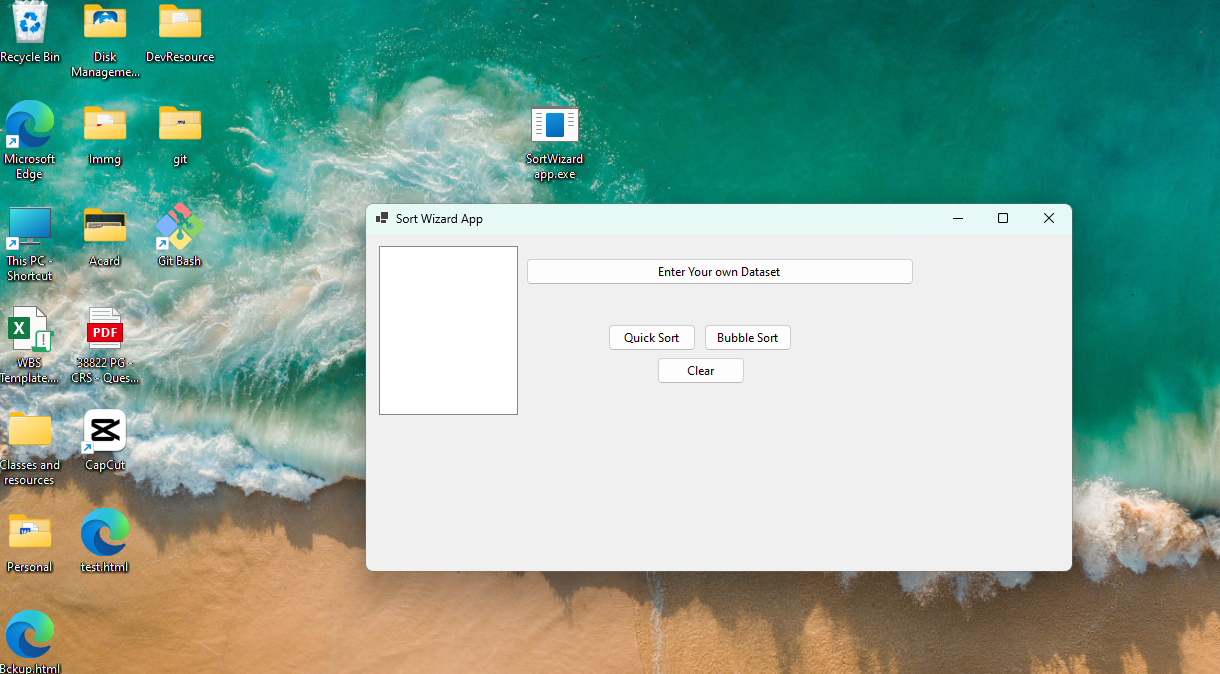 Recycle Bin
Disk
Manageme...
DevResource
Microsoft
Edge
Immg
git
SortWizard
app.exe
This PC -
Shortcut
Acard
Git Bash
WBS
Template....
PDF
38822 PG -
CRS - Ques...
Classes and
resources
CapCut
Personal
test.html
Bckup.html
Sort Wizard App
Enter Your own Dataset
Quick Sort
Bubble Sort
Clear